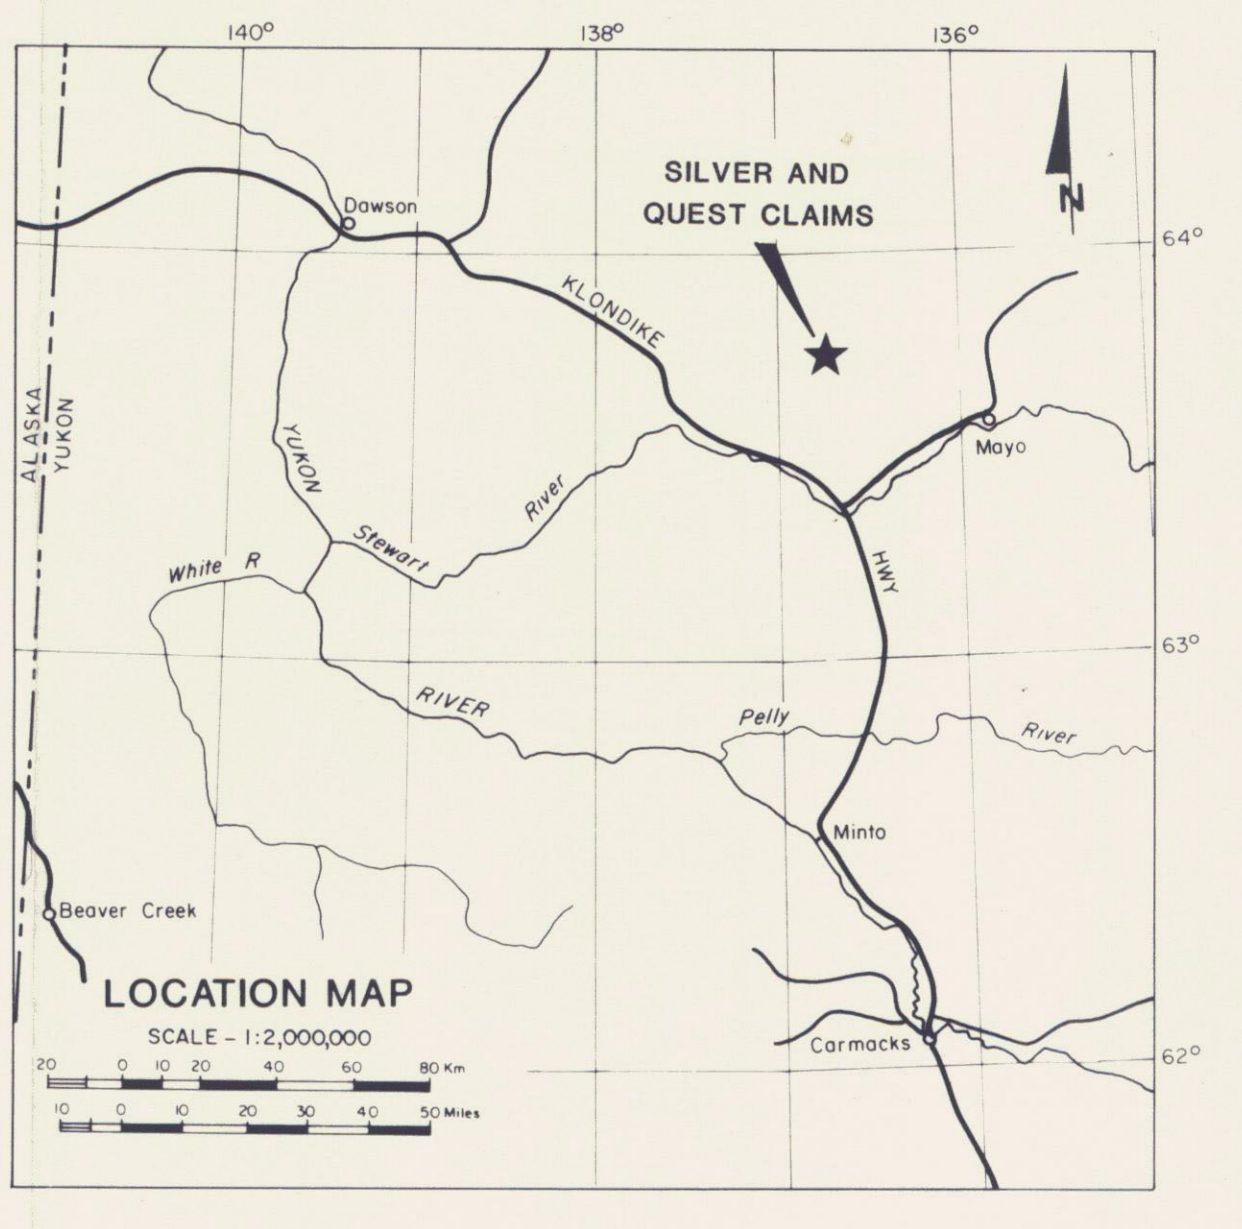 140° 138° 136°
SILVER AND
QUEST CLAIMS
N
Dawson
64°
KLONDIKE
ALASKA
YUKON
YUKON
Mayo
River
Stewart
White R
HWY
63°
RIVER
Pelly
River
Minto
Beaver Creek
LOCATION MAP
SCALE - 1:2,000,000
Carmacks
62°
20 0 10 20 40 60 80 Km
10 0 10 20 30 40 50 Miles